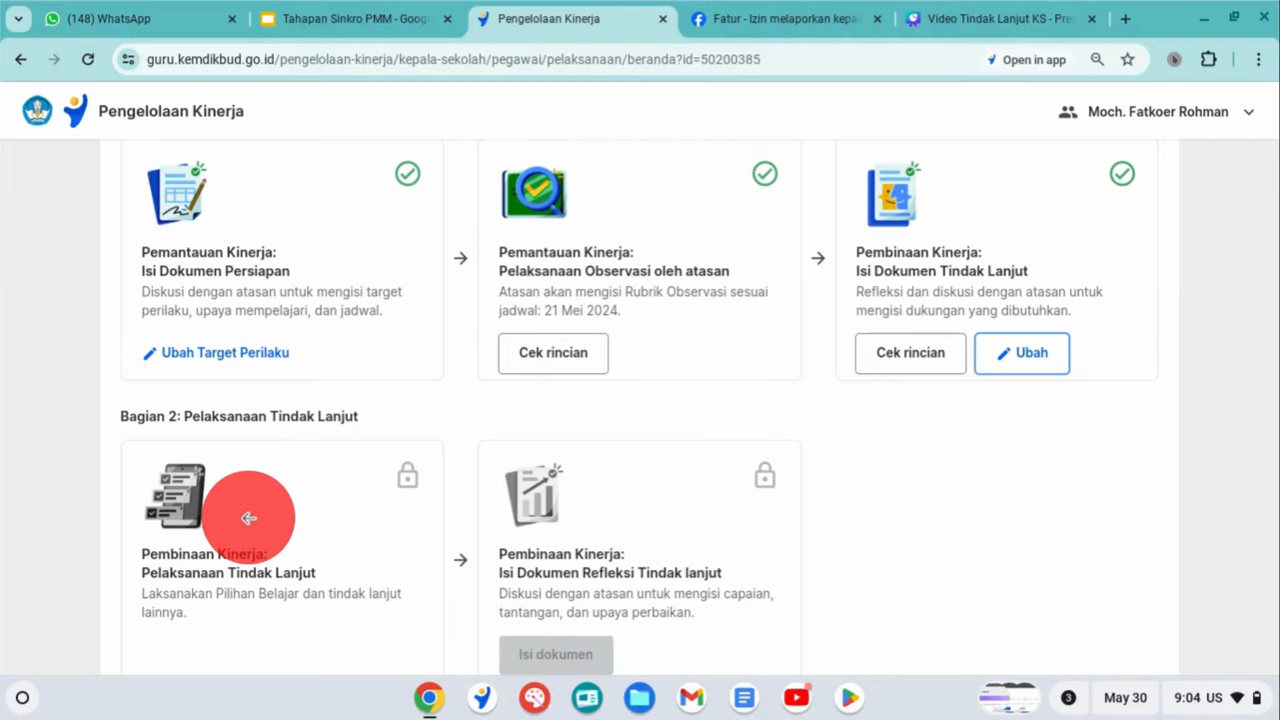 (148) WhatsApp
Tahapan Sinkro PMM - Googl
Pengelolaan Kinerja
Fatur - Izin melaporkan kepa
Video Tindak Lanjut KS - Pre
guru.kemdikbud.go.id/pengelolaan-kinerja/kepala-sekolah/pegawai/pelaksanaan/beranda?id=50200385
Open in app
Pengelolaan Kinerja
Moch. Fatkoer Rohman
Pemantauan Kinerja:
Isi Dokumen Persiapan
Diskusi dengan atasan untuk mengisi target
perilaku, upaya mempelajari, dan jadwal.
Ubah Target Perilaku
Pemantauan Kinerja:
Pelaksanaan Observasi oleh atasan
Atasan akan mengisi Rubrik Observasi sesuai
jadwal: 21 Mei 2024.
Cek rincian
Pembinaan Kinerja:
Isi Dokumen Tindak Lanjut
Refleksi dan diskusi dengan atasan untuk
mengisi dukungan yang dibutuhkan.
Cek rincian
Ubah
Bagian 2: Pelaksanaan Tindak Lanjut
Pembinaan Kinerja:
Pelaksanaan Tindak Lanjut
Laksanakan Pilihan Belajar dan tindak lanjut
lainnya.
Pembinaan Kinerja:
Isi Dokumen Refleksi Tindak lanjut
Diskusi dengan atasan untuk mengisi capaian,
tantangan, dan upaya perbaikan.
Isi dokumen
3
May 30
9:04 US